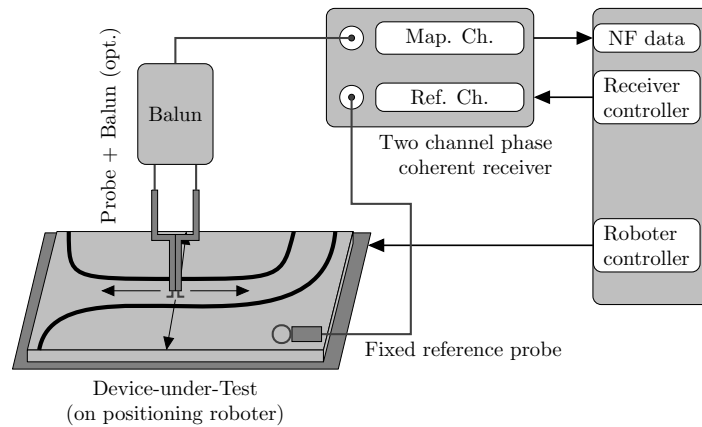 Map. Ch.
NF data
Ref. Ch.
Receiver
controller
Probe + Balun (opt.)
Balun
Two channel phase
coherent receiver
Roboter
controller
Fixed reference probe
Device-under-Test
(on positioning roboter)